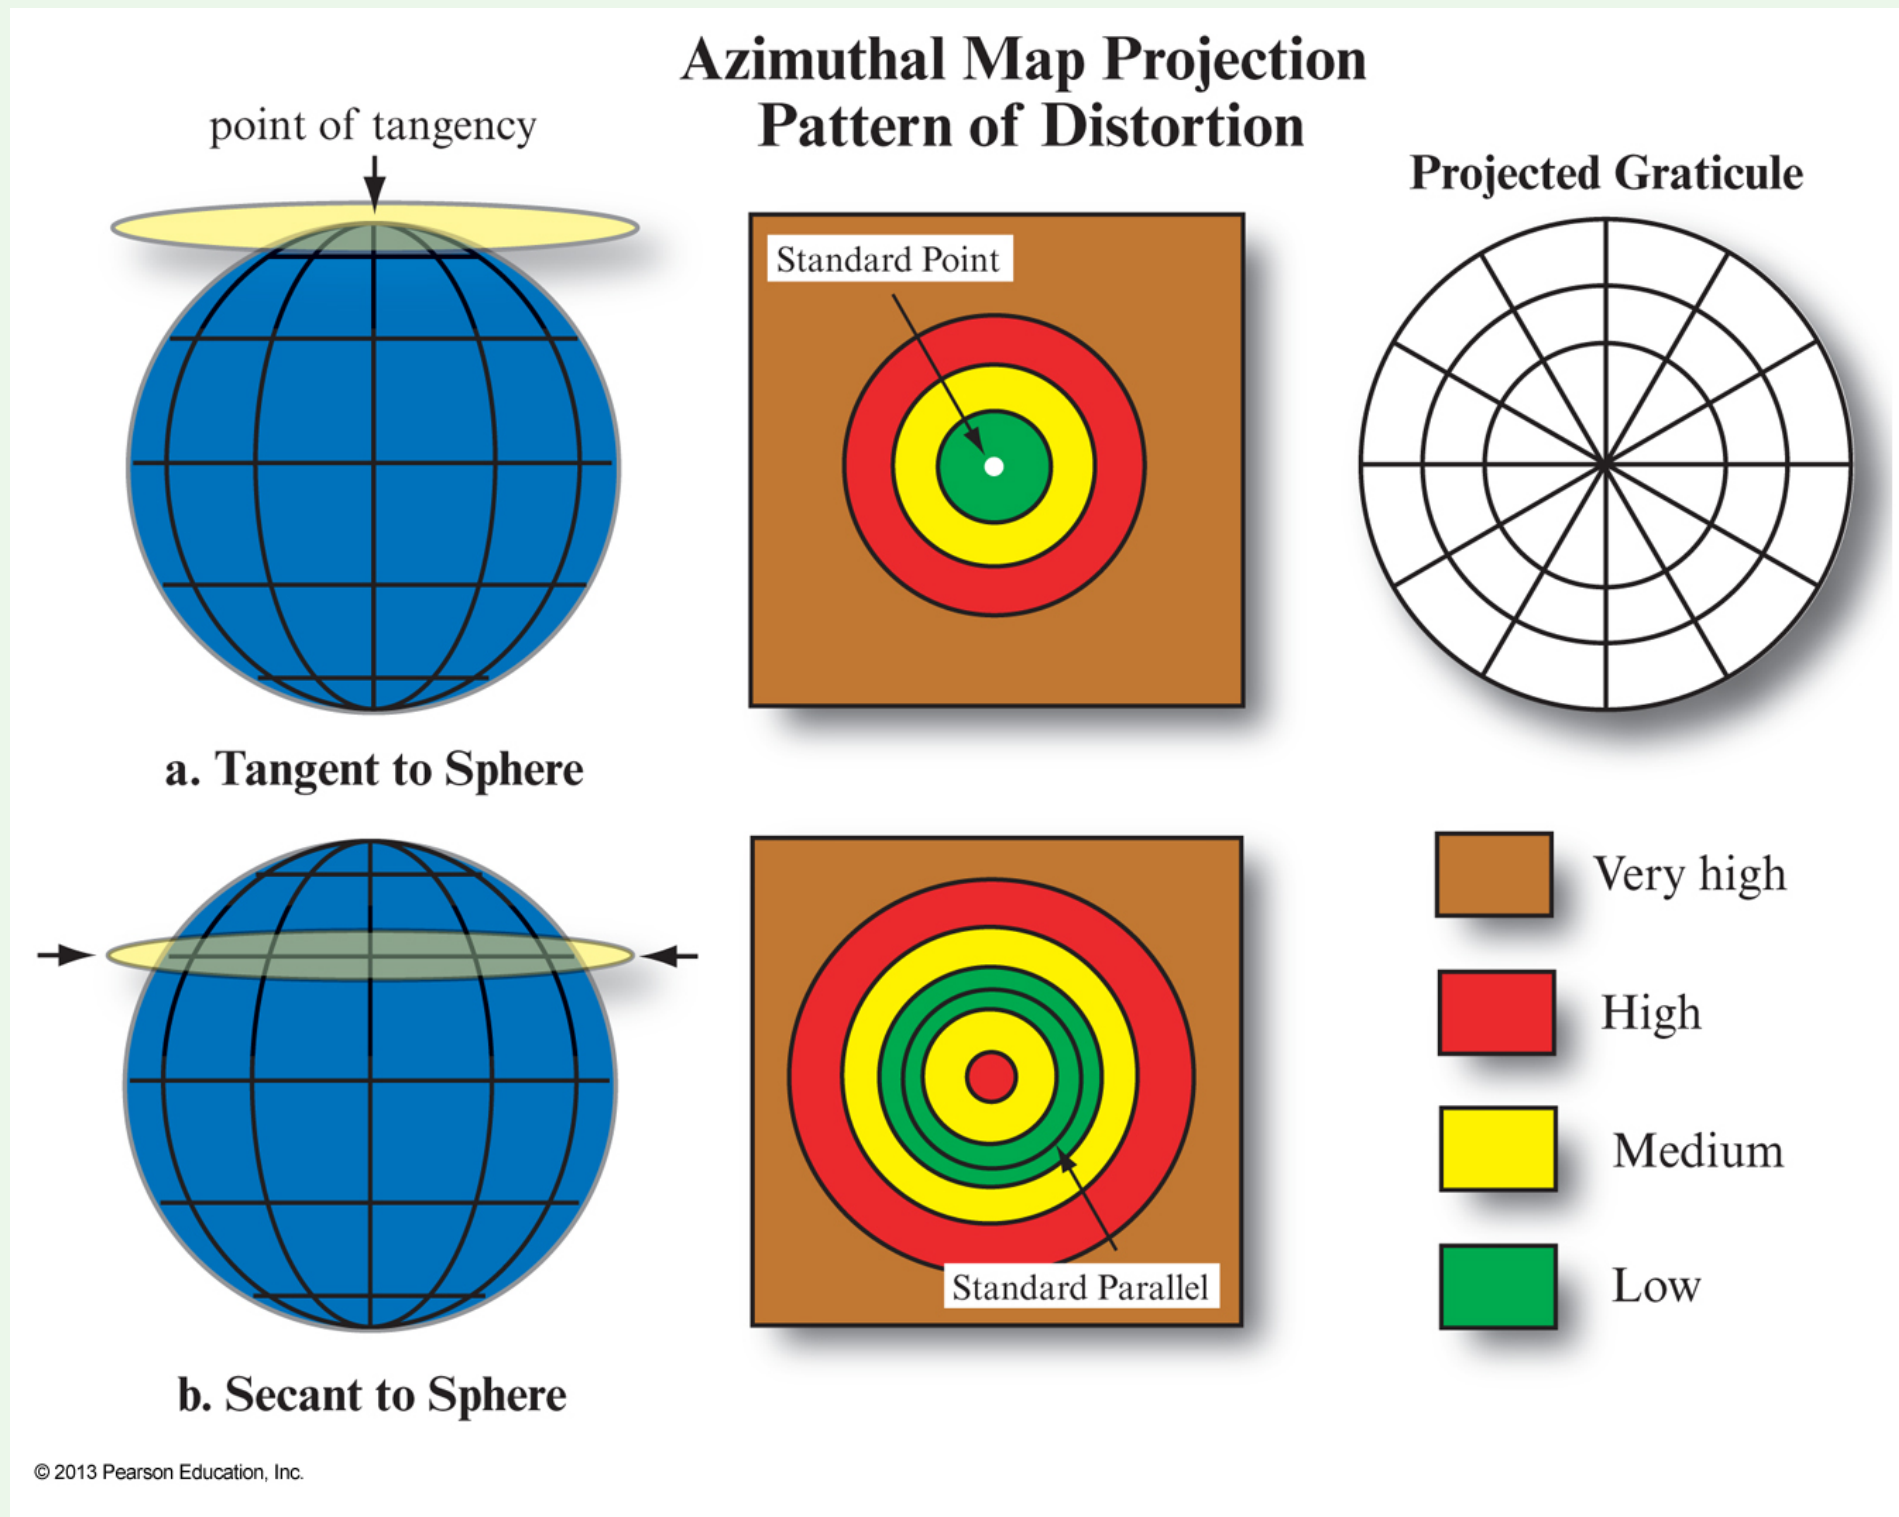 Azimuthal Map Projection
Pattern of Distortion
point of tangency
Projected Graticule
Standard Point
a. Tangent to Sphere
Very high
High
Medium
Low
Standard Parallel
b. Secant to Sphere
© 2013 Pearson Education, Inc.